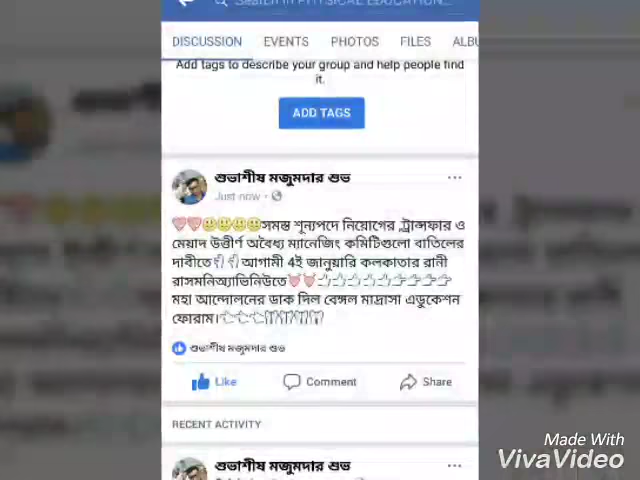 Search in PHYSICAL EDUCATION...
DISCUSSION EVENTS PHOTOS FILES ALBU
Add tags to describe your group and help people find
it.
ADD TAGS
শুভাশীষ মজুমদার শুভ
Just now
সমস্ত শূন্যপদে নিয়োগের ,ট্রান্সফার ও
মেয়াদ উত্তীর্ণ অবৈধ্য ম্যানেজিং কমিটিগুলো বাতিলের
দাবীতে আগামী 4ই জানুয়ারি কলকাতার রানী
রাসমনিঅ্যাভিনিউতে
মহা আন্দোলনের ডাক দিল বেঙ্গল মাদ্রাসা এডুকেশন
ফোরাম।
শুভাশীষ মজুমদার শুভ
Like Comment Share
RECENT ACTIVITY
শুভাশীষ মজুমদার শুভ
Made With
VivaVideo